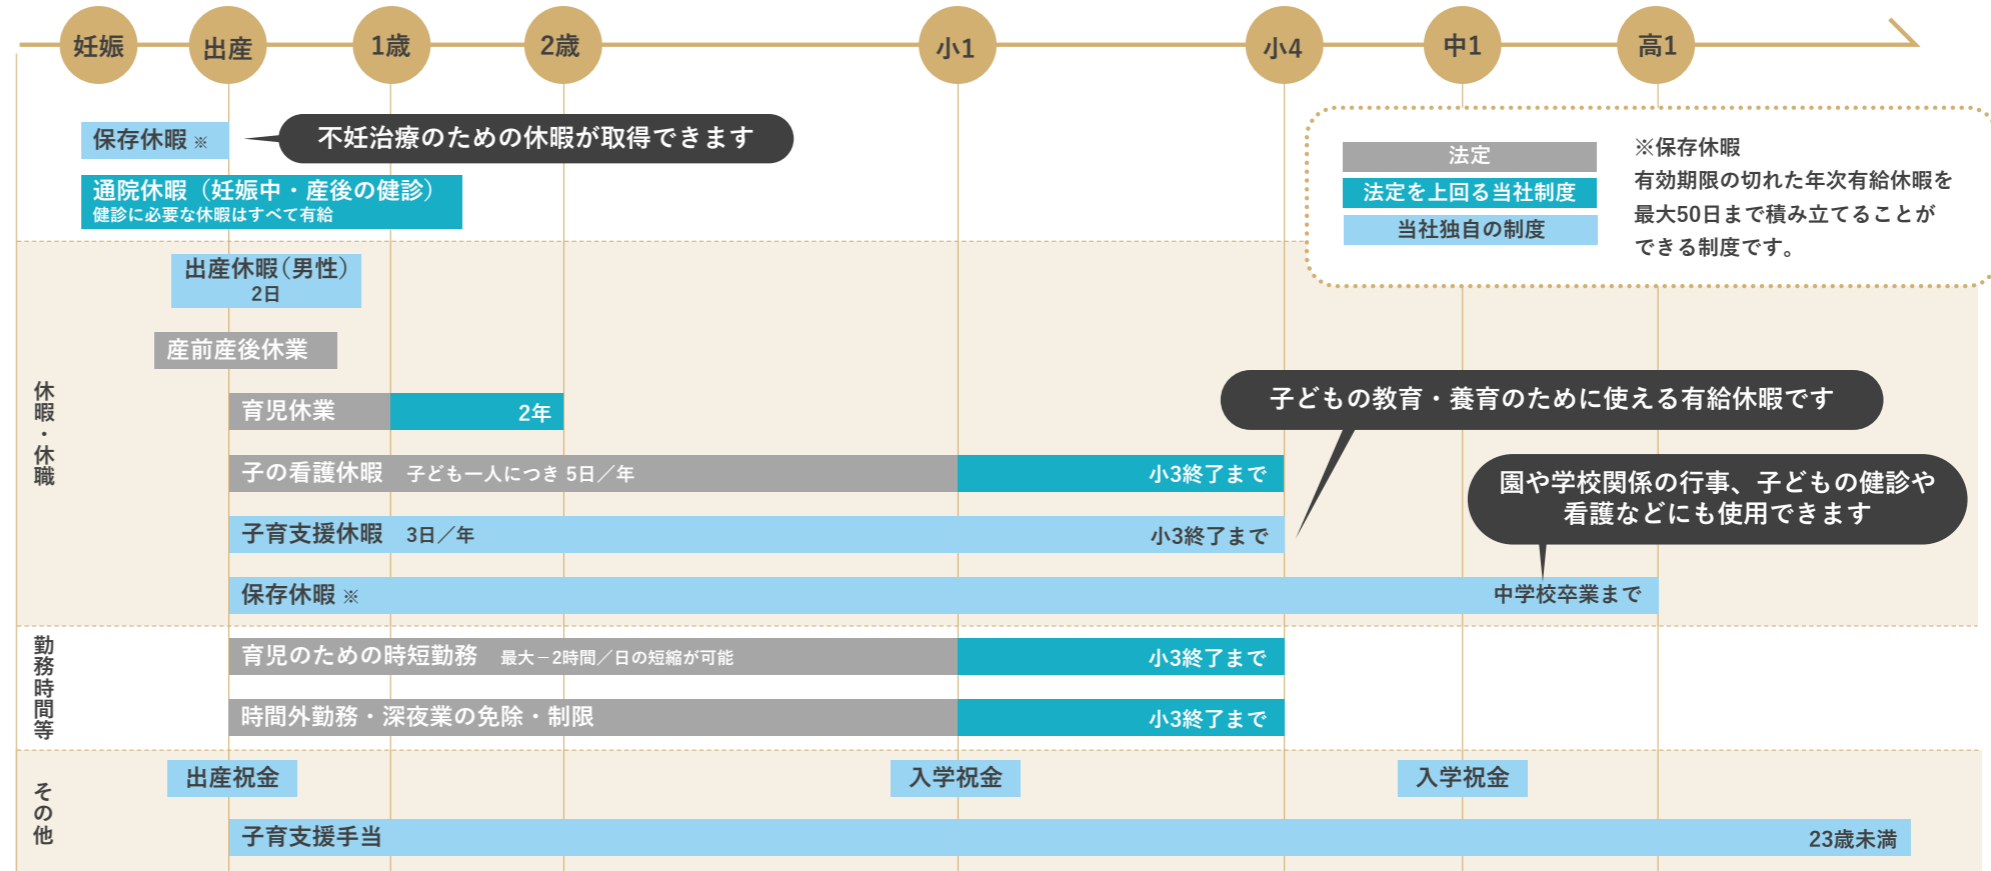 妊娠
出産
1歳
2歳
小1
小4
中1
高1
保存休暇 ※
不妊治療のための休暇が取得できます
通院休暇（妊娠中・産後の健診）
健診に必要な休暇はすべて有給
法定
法定を上回る当社制度
当社独自の制度
※保存休暇
有効期限の切れた年次有給休暇を
最大50日まで積み立てることが
できる制度です。
休暇・休職
出産休暇（男性）
2日
産前産後休業
育児休業
2年
子どもの教育・養育のために使える有給休暇です
子の看護休暇 子ども一人につき 5日／年
小3終了まで
園や学校関係の行事、子どもの健診や
看護などにも使用できます
子育支援休暇 3日／年
小3終了まで
保存休暇 ※
中学校卒業まで
勤務時間等
育児のための時短勤務 最大－2時間／日の短縮が可能
小3終了まで
時間外勤務・深夜業の免除・制限
小3終了まで
その他
出産祝金
入学祝金
入学祝金
子育支援手当
23歳未満